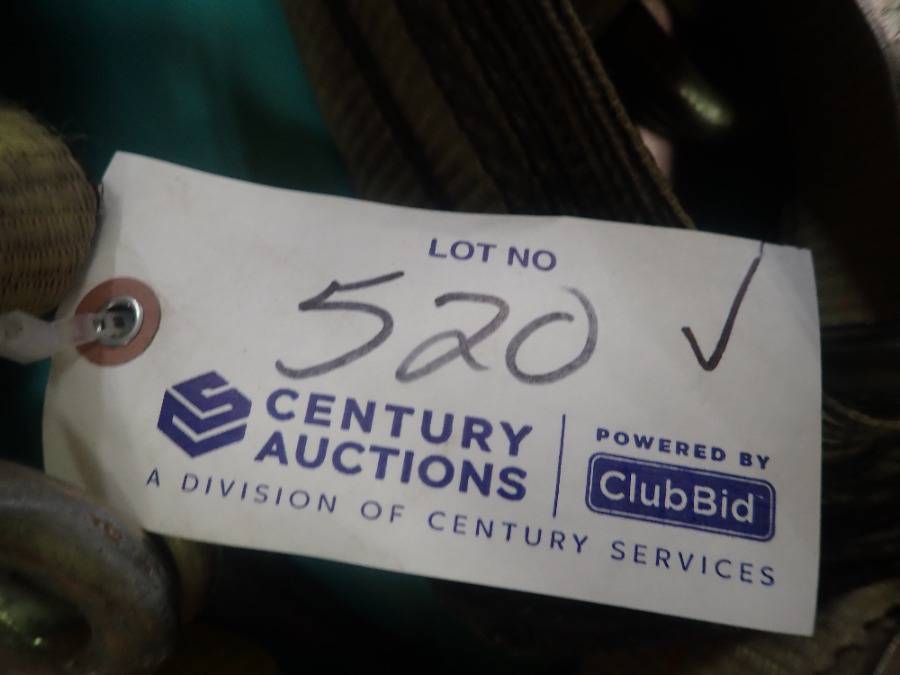 LOT NO
520 ✓
CENTURY
AUCTIONS
A DIVISION OF CENTURY SERVICES
POWERED BY
ClubBid